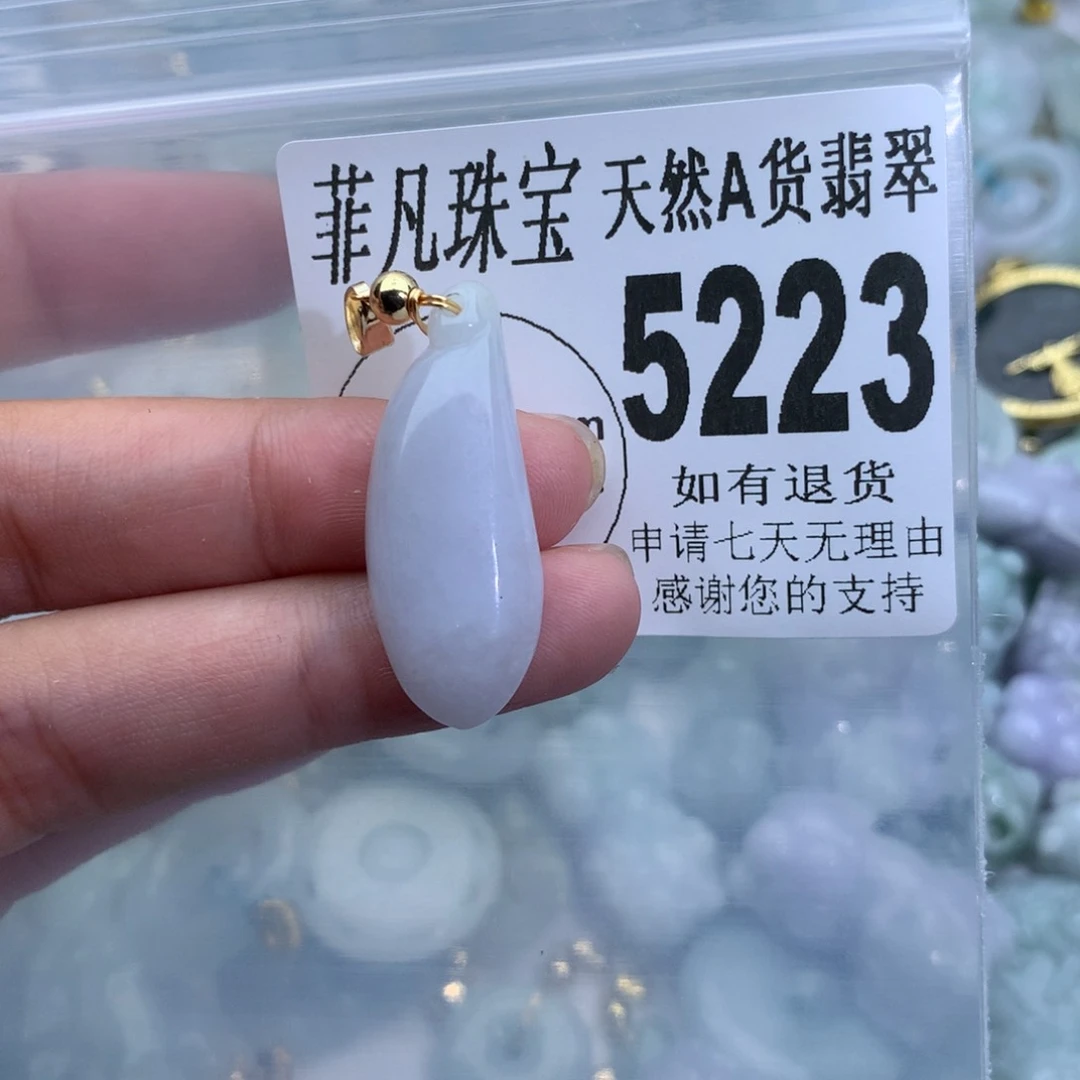 菲凡珠宝 天然A货翡翠
5223
m
如有退货
申请七天无理由
感谢您的支持